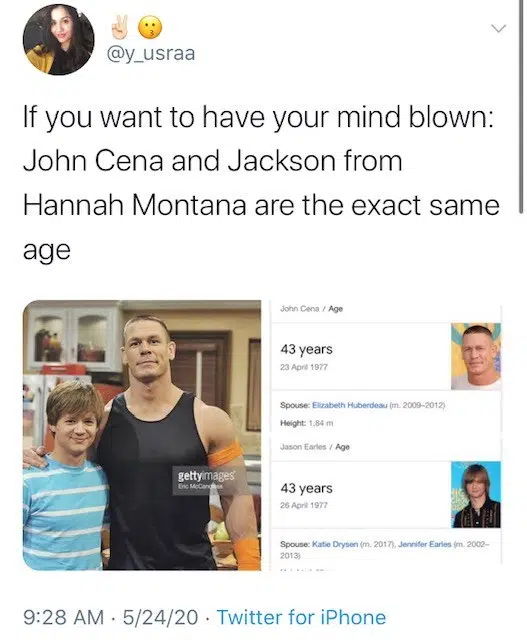 ✌🏻😗
@y_usraa
If you want to have your mind blown:
John Cena and Jackson from
Hannah Montana are the exact same
age
John Cena / Age
43 years
23 April 1977
Spouse: Elizabeth Huberdeau (m. 2009–2012)
Height: 1.84 m
Jason Earles / Age
43 years
26 April 1977
Spouse: Katie Drysen (m. 2017), Jennifer Earles (m. 2002–
2013)
gettyimages®
Eric McCandless
9:28 AM · 5/24/20 · Twitter for iPhone